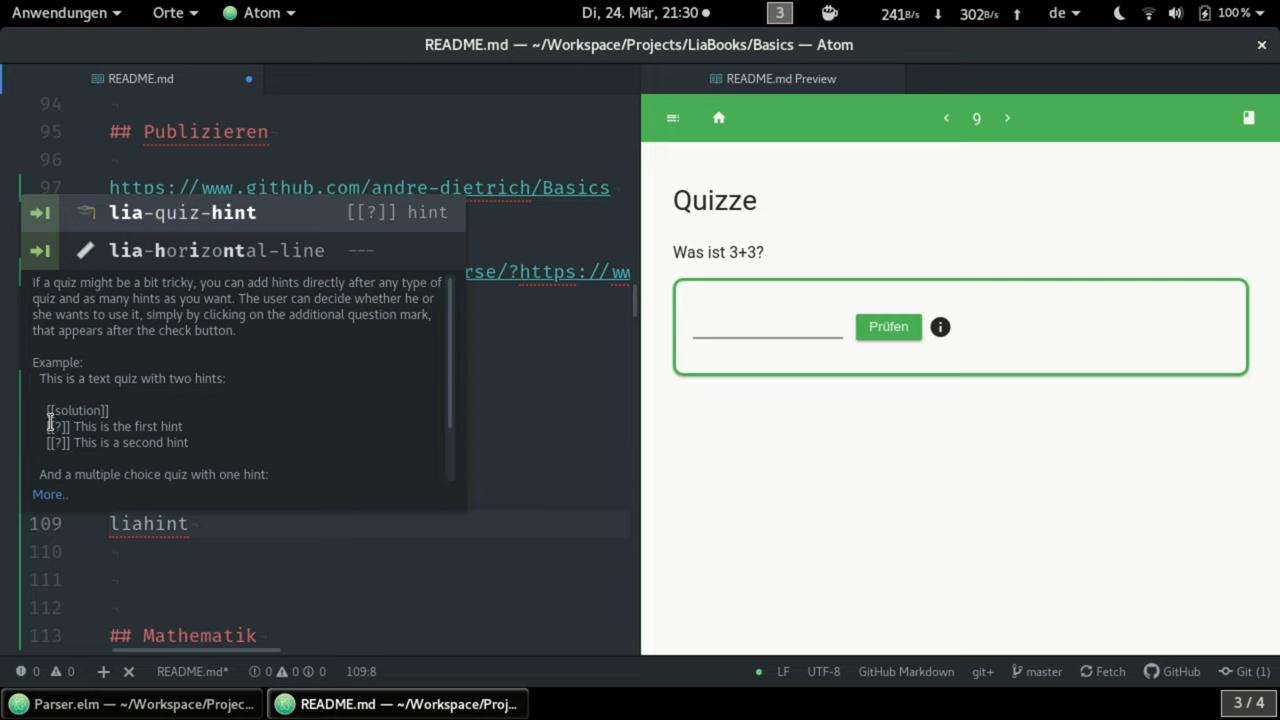 Anwendungen Orte Atom Di, 24. Mär, 21:30 3 241B/s 302B/s de 100 %
README.md — ~/Workspace/Projects/LiaBooks/Basics — Atom
README.md README.md Preview
94
95 ## Publizieren
96
97 https://www.github.com/andre-dietrich/Basics
lia-quiz-hint [[?]] hint
lia-horizontal-line ---
rse/?https://ww
If a quiz might be a bit tricky, you can add hints directly after any type of
quiz and as many hints as you want. The user can decide whether he or
she wants to use it, simply by clicking on the additional question mark,
that appears after the check button.
Example:
This is a text quiz with two hints:
[[solution]]
[[?]] This is the first hint
[[?]] This is a second hint
And a multiple choice quiz with one hint:
More..
109 liahint
110
111
112
113 ## Mathematik
9
Quizze
Was ist 3+3?
Prüfen
0 0 README.md* 0 0 0 109:8 LF UTF-8 GitHub Markdown git+ master Fetch GitHub Git (1)
Parser.elm — ~/Workspace/Projec... README.md — ~/Workspace/Proj... 3 / 4